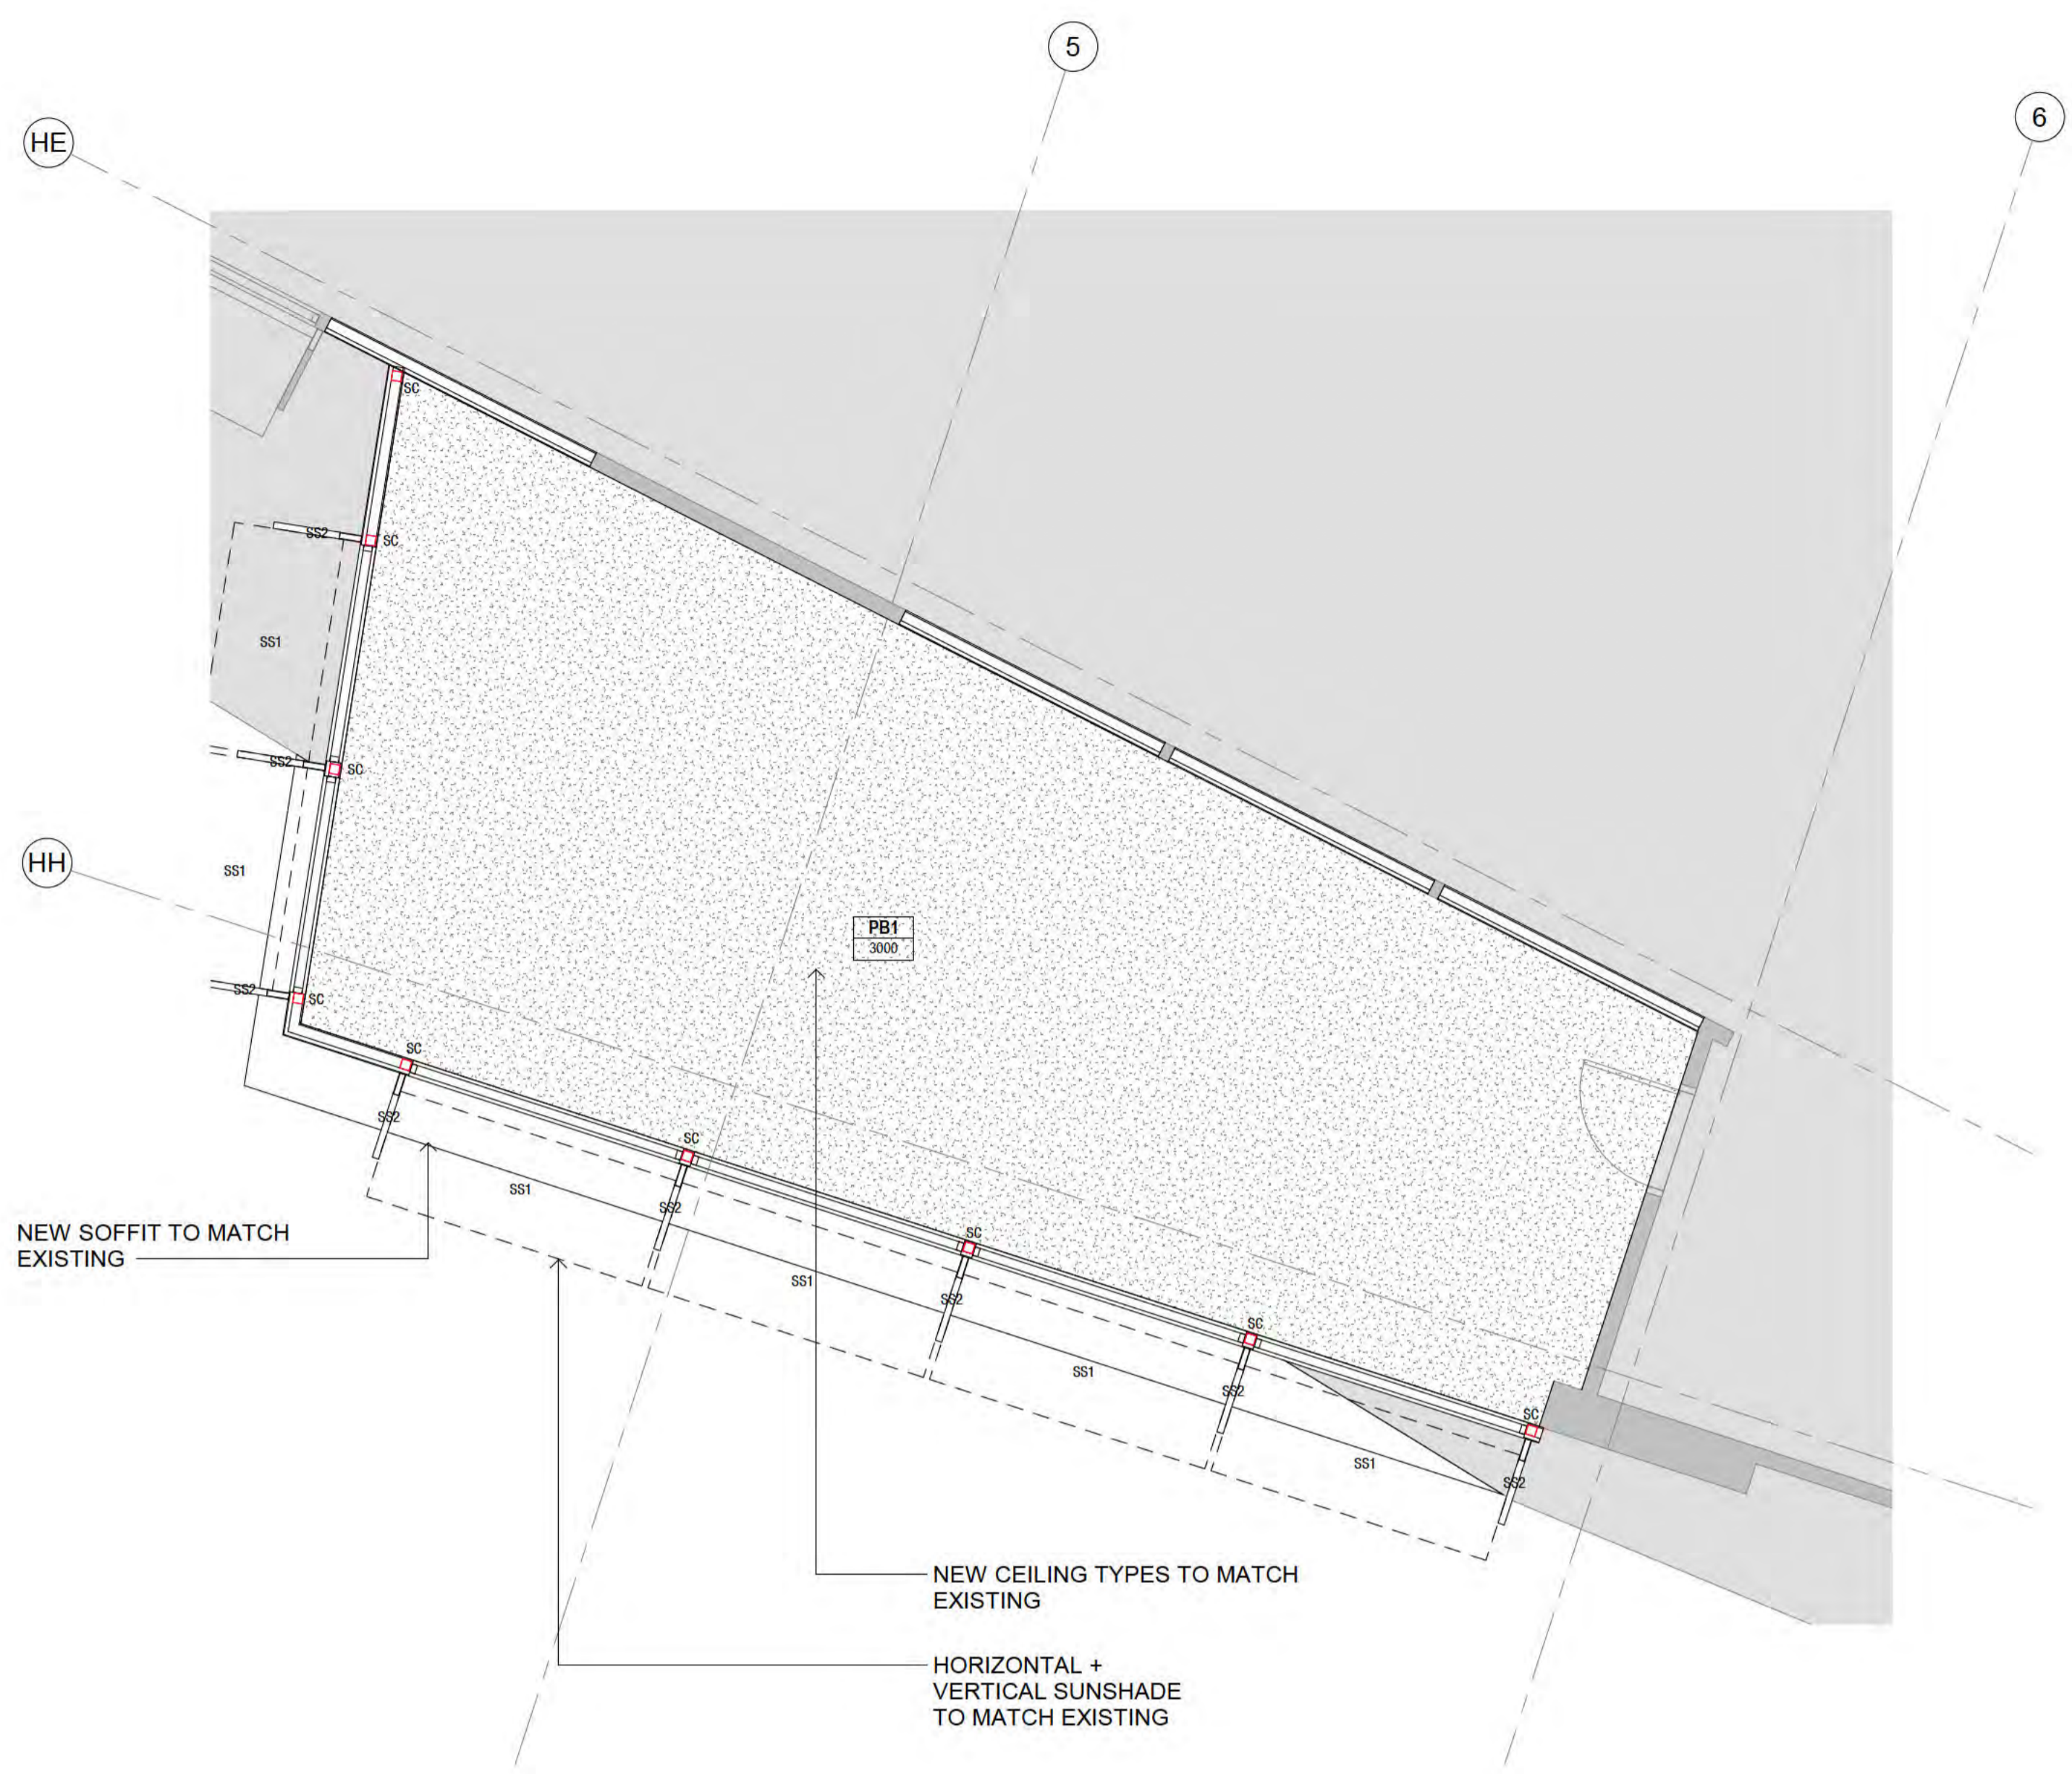 5
6
HE
SC
SS2
SC
SS1
SS2
SC
HH
SS1
PB1
3000
SS2
SC
SC
SS2
SC
SS1
SS2
NEW SOFFIT TO MATCH
EXISTING
SC
SS1
SS2
SC
SS1
SS2
SC
SS1
SS2
NEW CEILING TYPES TO MATCH
EXISTING
HORIZONTAL +
VERTICAL SUNSHADE
TO MATCH EXISTING